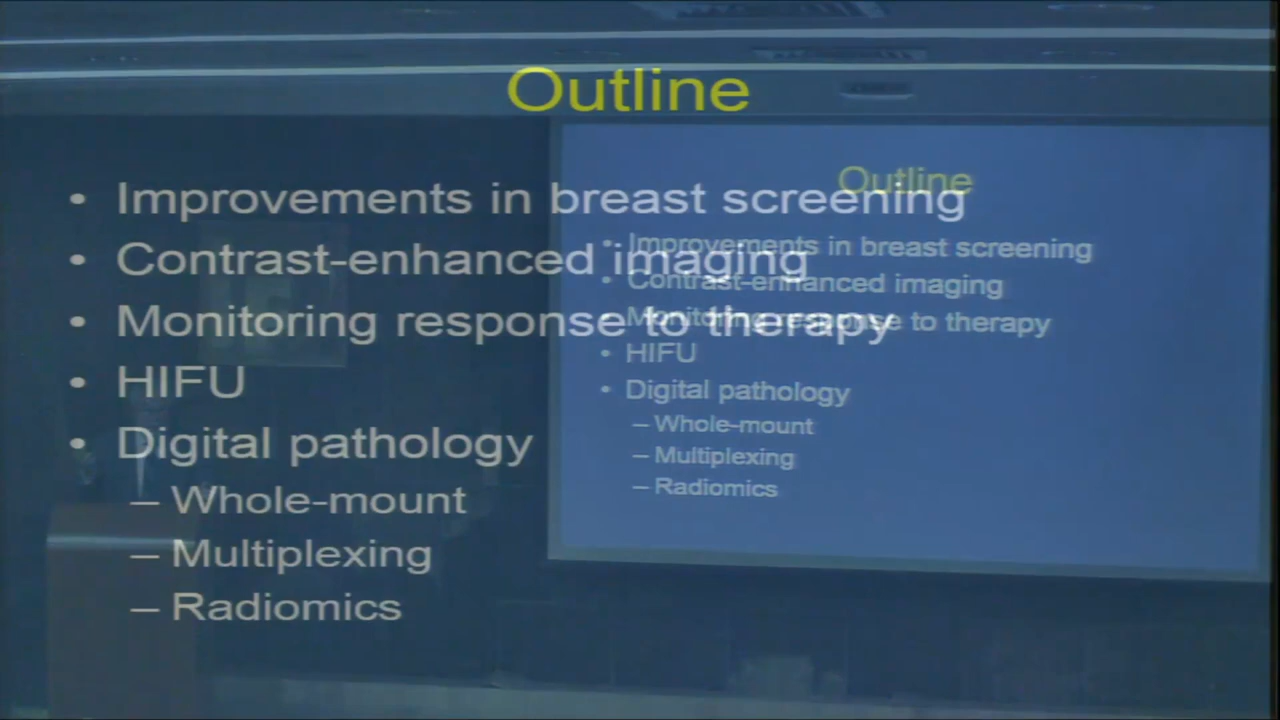 Outline
• Improvements in breast screening
• Contrast-enhanced imaging
• Monitoring response to therapy
• HIFU
• Digital pathology
– Whole-mount
– Multiplexing
– Radiomics
Outline
• Improvements in breast screening
• Contrast-enhanced imaging
• Monitoring response to therapy
• HIFU
• Digital pathology
– Whole-mount
– Multiplexing
– Radiomics